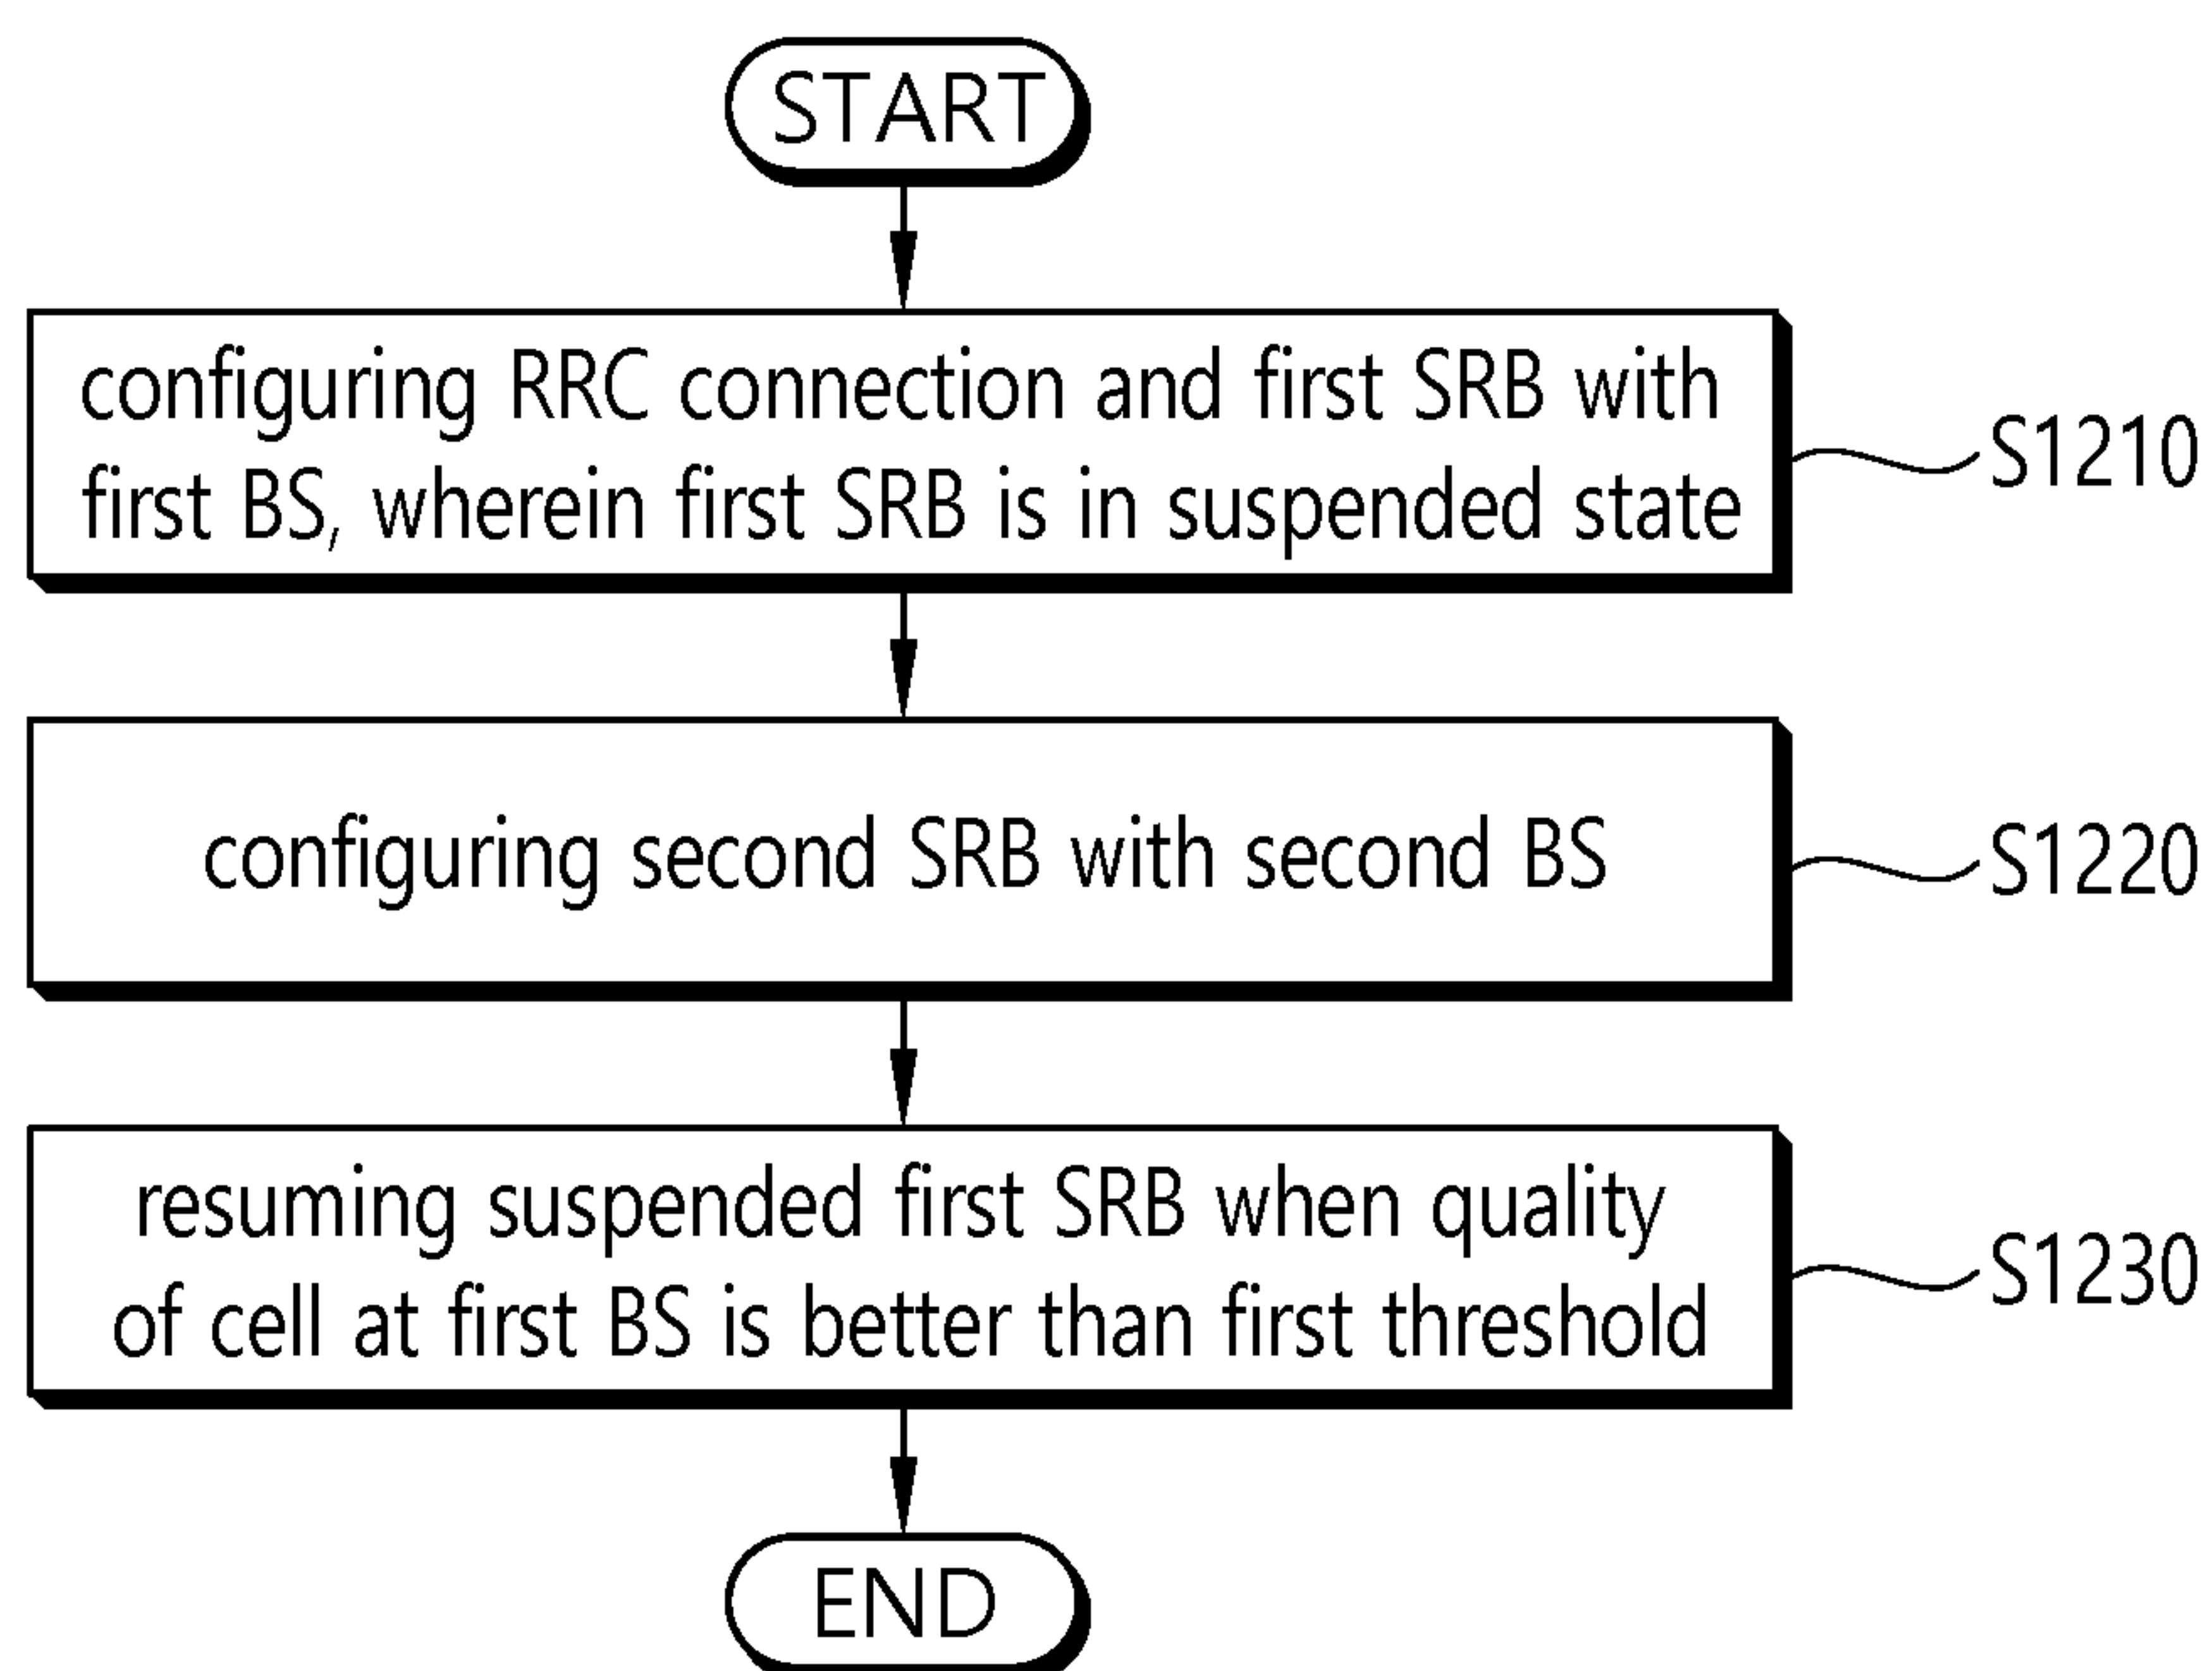 START
configuring RRC connection and first SRB with
first BS, wherein first SRB is in suspended state
S1210
configuring second SRB with second BS
S1220
resuming suspended first SRB when quality
of cell at first BS is better than first threshold
S1230
END